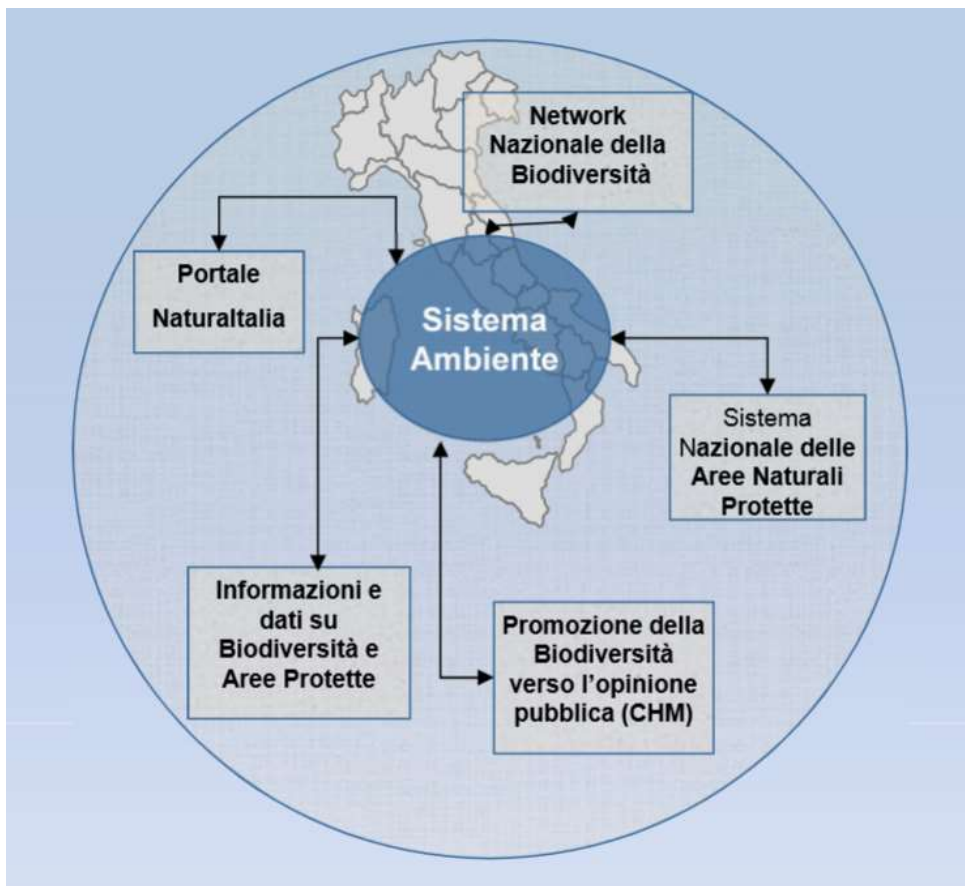 Network
Nazionale della
Biodiversità
Portale
NaturaItalia
Sistema
Ambiente
Sistema
Nazionale delle
Aree Naturali
Protette
Informazioni e
dati su
Biodiversità e
Aree Protette
Promozione della
Biodiversità
verso l'opinione
pubblica (CHM)